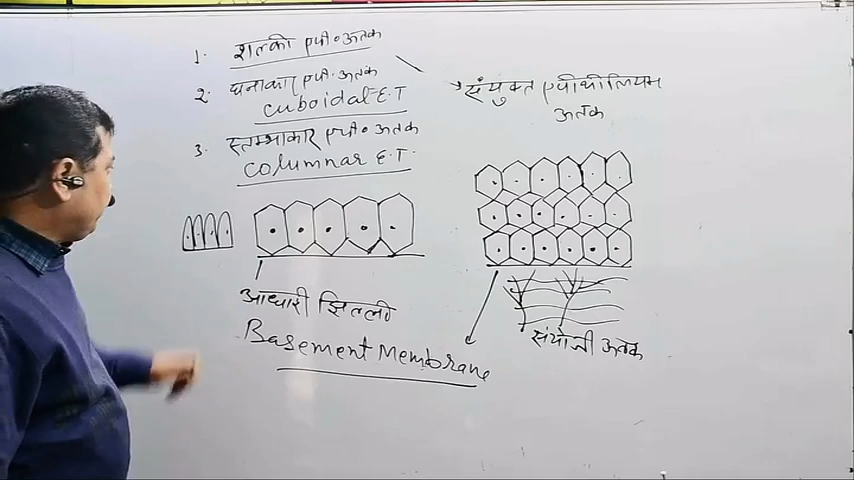 1. शल्की एपी० ऊतक
2. घनाकार एपी. ऊतक
Cuboidal E.T
3. स्तम्भाकार एपी० ऊतक
Columnar E.T.
संयुक्त एपीथीलियम
ऊतक
आधारी झिल्ली
Basement Membrane
संयोजी ऊतक